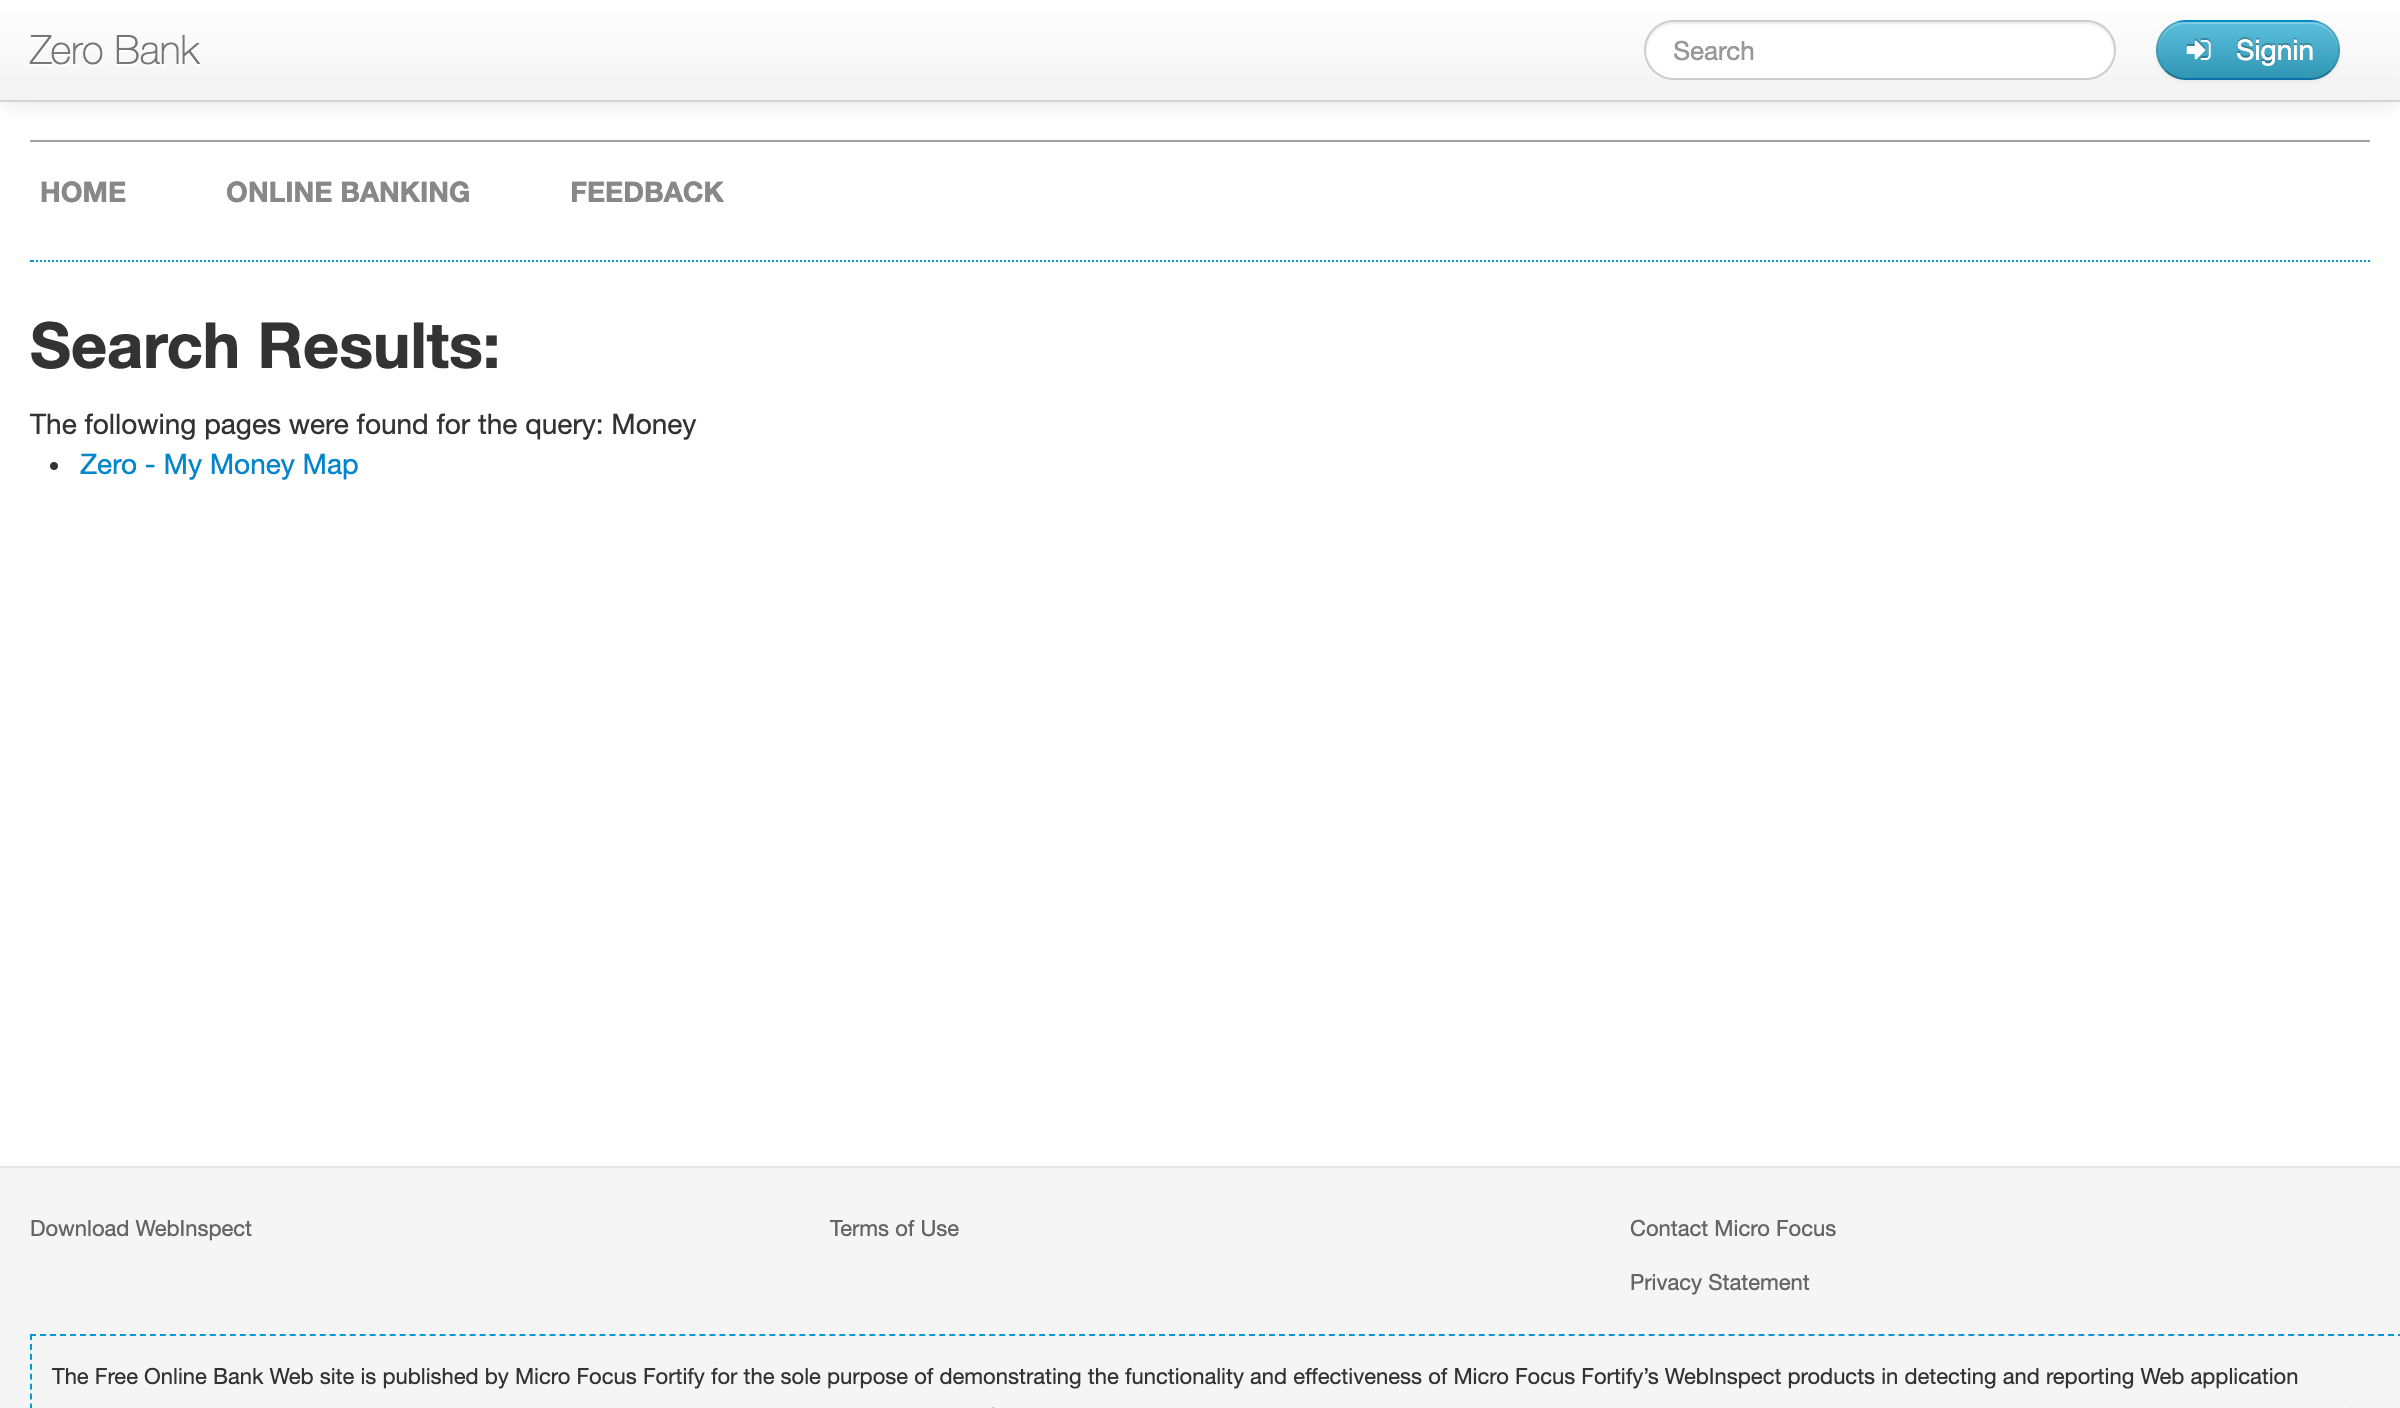 Zero Bank
Search
Signin
HOME
ONLINE BANKING
FEEDBACK
Search Results:
The following pages were found for the query: Money
Zero - My Money Map
Download WebInspect
Terms of Use
Contact Micro Focus
Privacy Statement
The Free Online Bank Web site is published by Micro Focus Fortify for the sole purpose of demonstrating the functionality and effectiveness of Micro Focus Fortify’s WebInspect products in detecting and reporting Web application